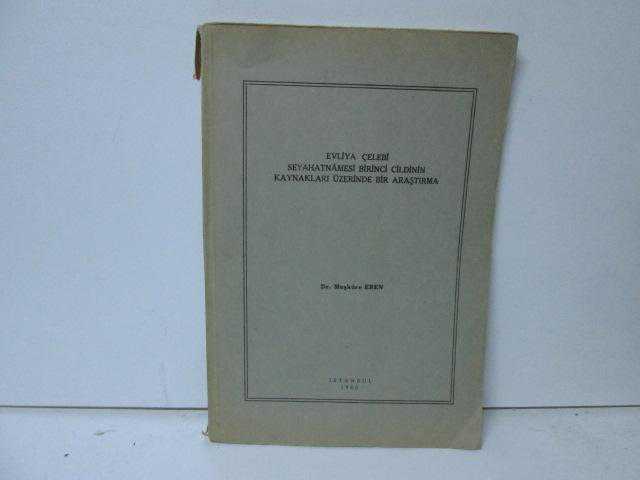 EVLİYA ÇELEBİ
SEYAHATNÂMESİ BİRİNCİ CİLDİNİN
KAYNAKLARI ÜZERİNDE BİR ARAŞTIRMA
Dr. Meşkûre EREN
İSTANBUL
1960